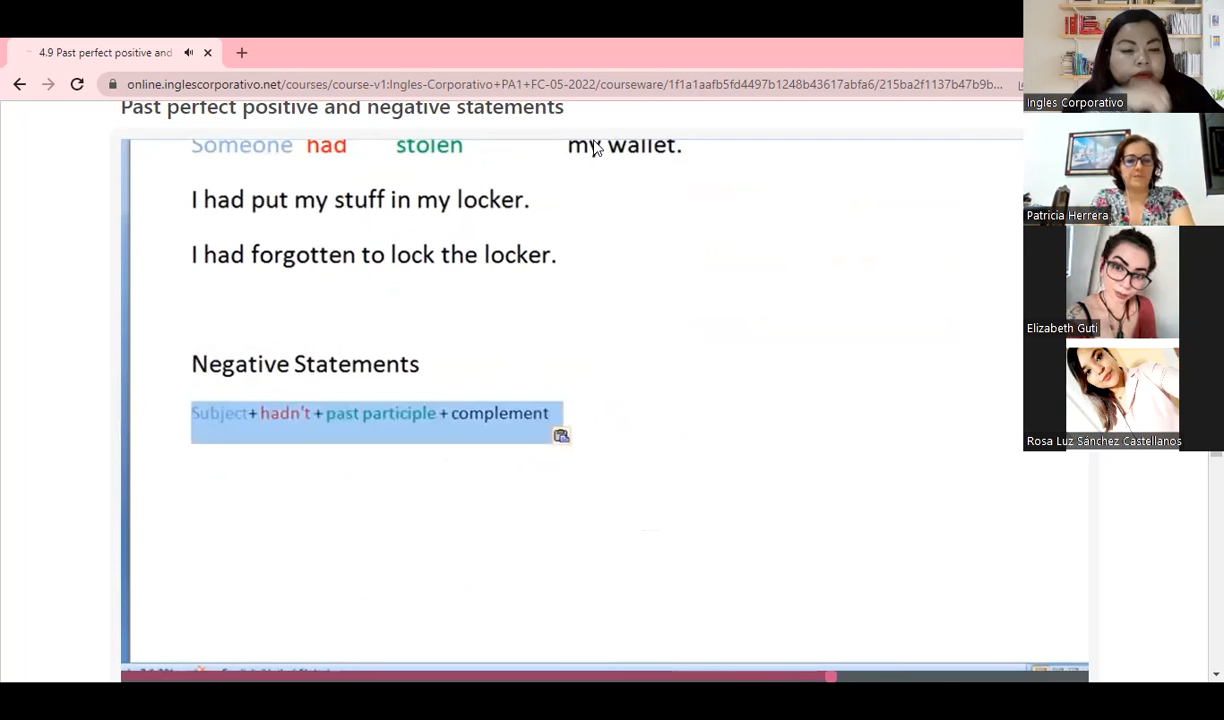 4.9 Past perfect positive and
online.inglescorporativo.net/courses/course-v1:Ingles-Corporativo+PA1+FC-05-2022/courseware/1f1a1aafb5fd4497b1248b43617abfa6/215ba2f1137b47b9b...
Past perfect positive and negative statements
Someone had stolen my wallet.
I had put my stuff in my locker.
I had forgotten to lock the locker.
Negative Statements
Subject + hadn't + past participle + complement
Ingles Corporativo
Patricia Herrera
Elizabeth Guti
Rosa Luz Sánchez Castellanos